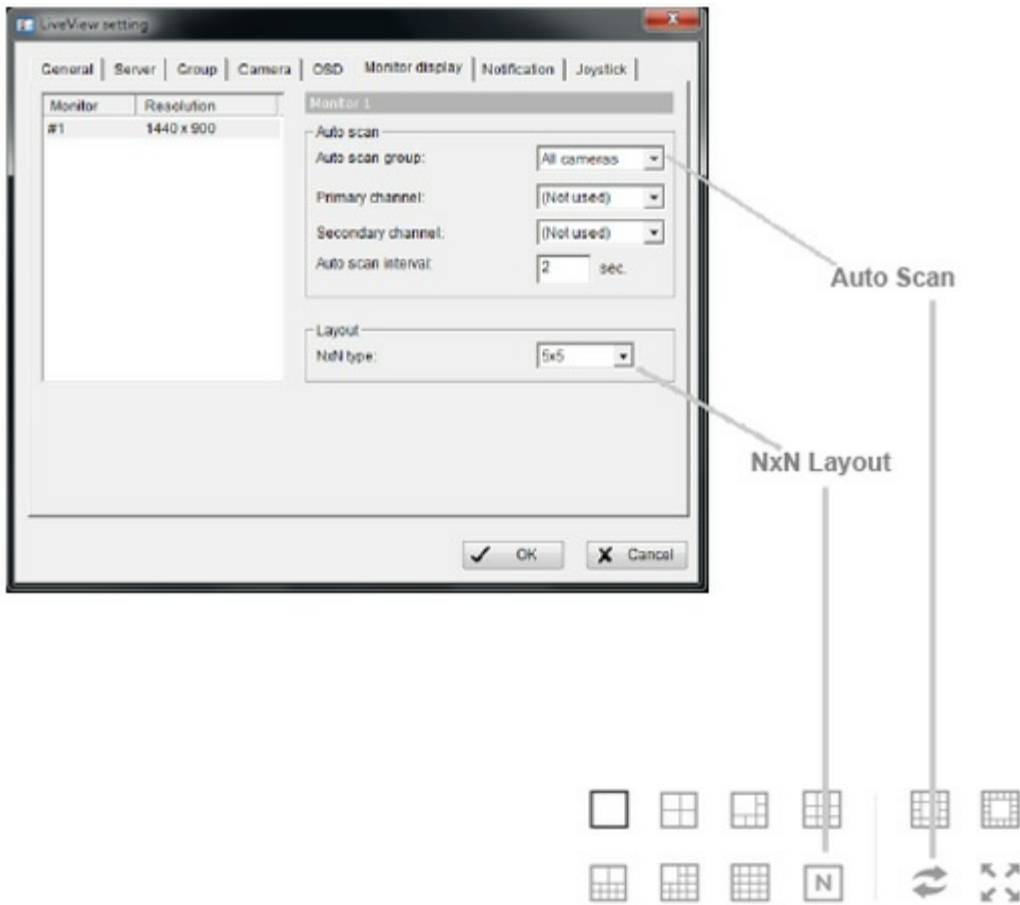 LiveView setting
General Server Group Camera OSD Monitor display Notification Joystick
Monitor Resolution
#1 1440 x 900
Monitor 1
Auto scan
Auto scan group: All cameras
Primary channel: (Not used)
Secondary channel: (Not used)
Auto scan interval: 2 sec.
Layout
NxN type: 5x5
OK Cancel
Auto Scan
NxN Layout
N